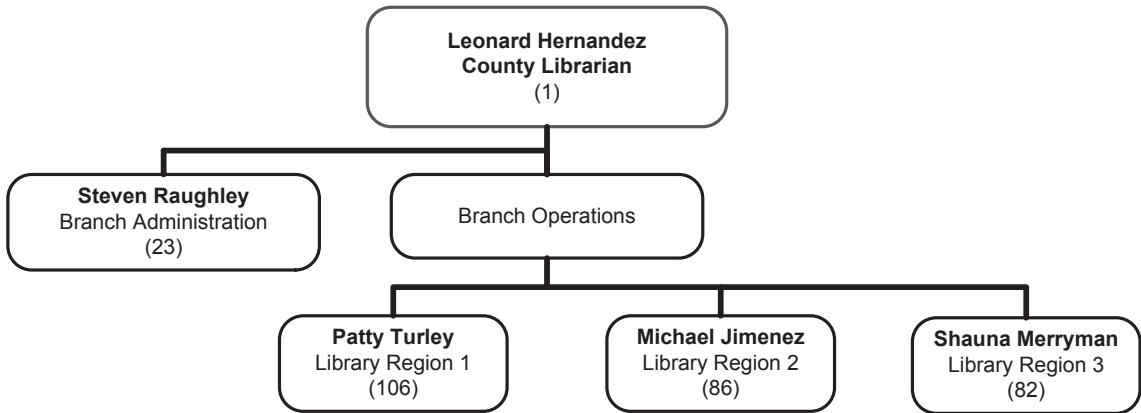 Leonard Hernandez
County Librarian
(1)
Steven Raughley
Branch Administration
(23)
Branch Operations
Patty Turley
Library Region 1
(106)
Michael Jimenez
Library Region 2
(86)
Shauna Merryman
Library Region 3
(82)